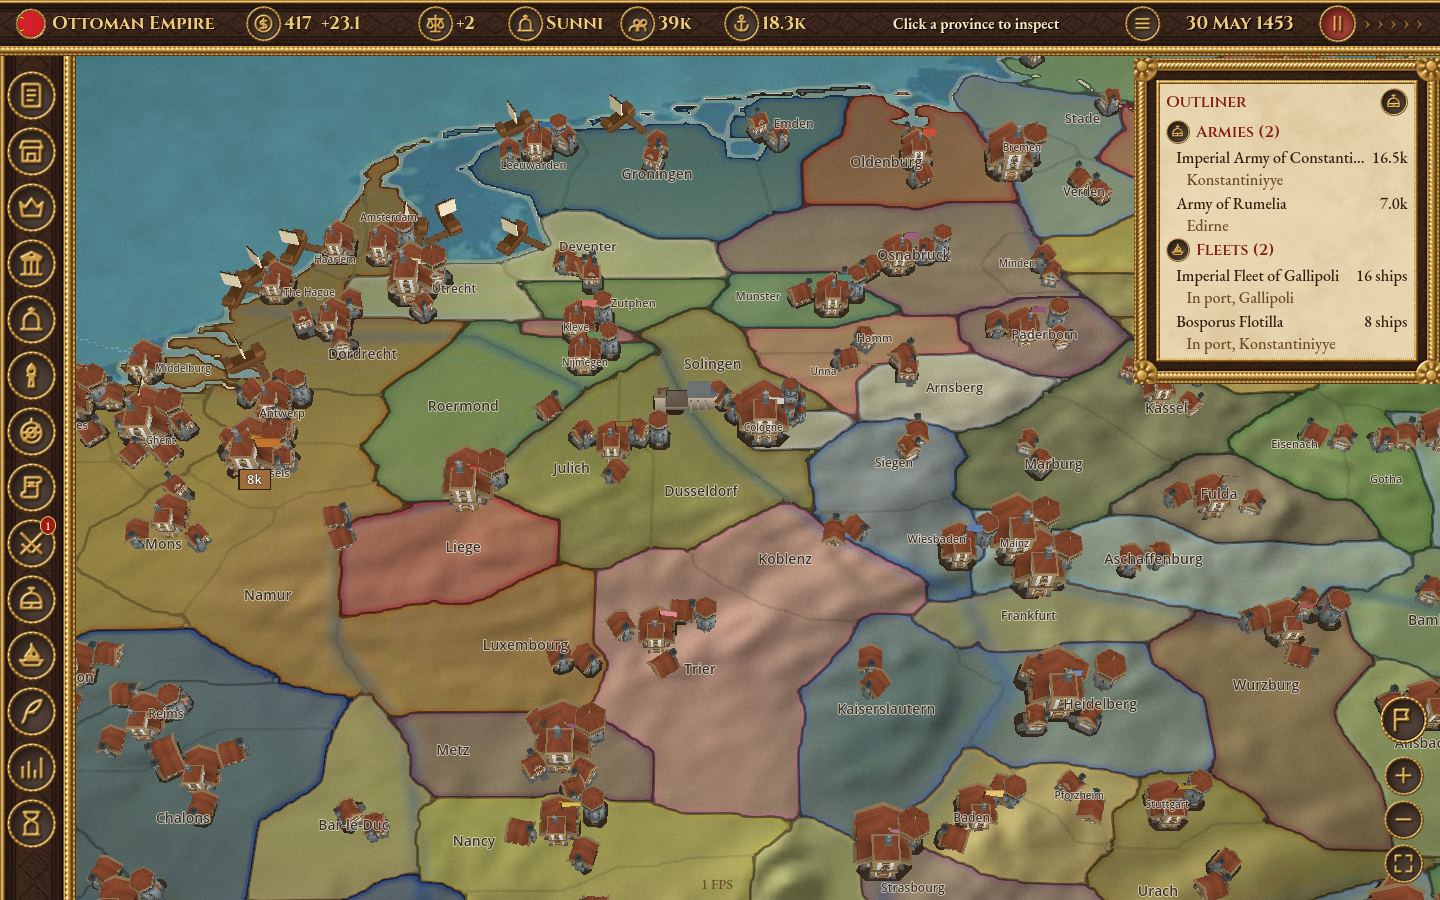 OTTOMAN EMPIRE
417 +23.1
+2
SUNNI
39K
18.3K
Click a province to inspect
30 MAY 1453
OUTLINER
ARMIES (2)
Imperial Army of Constanti... 16.5k
Konstantiniyye
Army of Rumelia 7.0k
Edirne
FLEETS (2)
Imperial Fleet of Gallipoli 16 ships
In port, Gallipoli
Bosporus Flotilla 8 ships
In port, Konstantiniyye
1
Stade
Emden
Bremen
Leeuwarden
Groningen
Oldenburg
Verden
Amsterdam
Deventer
Osnabruck
Haarlem
Minden
The Hague
Utrecht
Zutphen
Munster
Kleve
Paderborn
Hamm
Dordrecht
Nijmegen
Solingen
Middelburg
Unna
Arnsberg
Roermond
Kassel
Antwerp
Cologne
es
Ghent
Eisenach
Julich
Siegen
Marburg
sels
8k
Dusseldorf
Gotha
Fulda
Mons
Liege
Koblenz
Wiesbaden
Mainz
Aschaffenburg
Namur
Frankfurt
Bam
Luxembourg
Trier
on
Wurzburg
Reims
Kaiserslautern
Heidelberg
Metz
Ansbac
Pforzheim
Stuttgart
Chalons
Bar-le-Duc
Baden
Nancy
1 FPS
Strasbourg
Urach